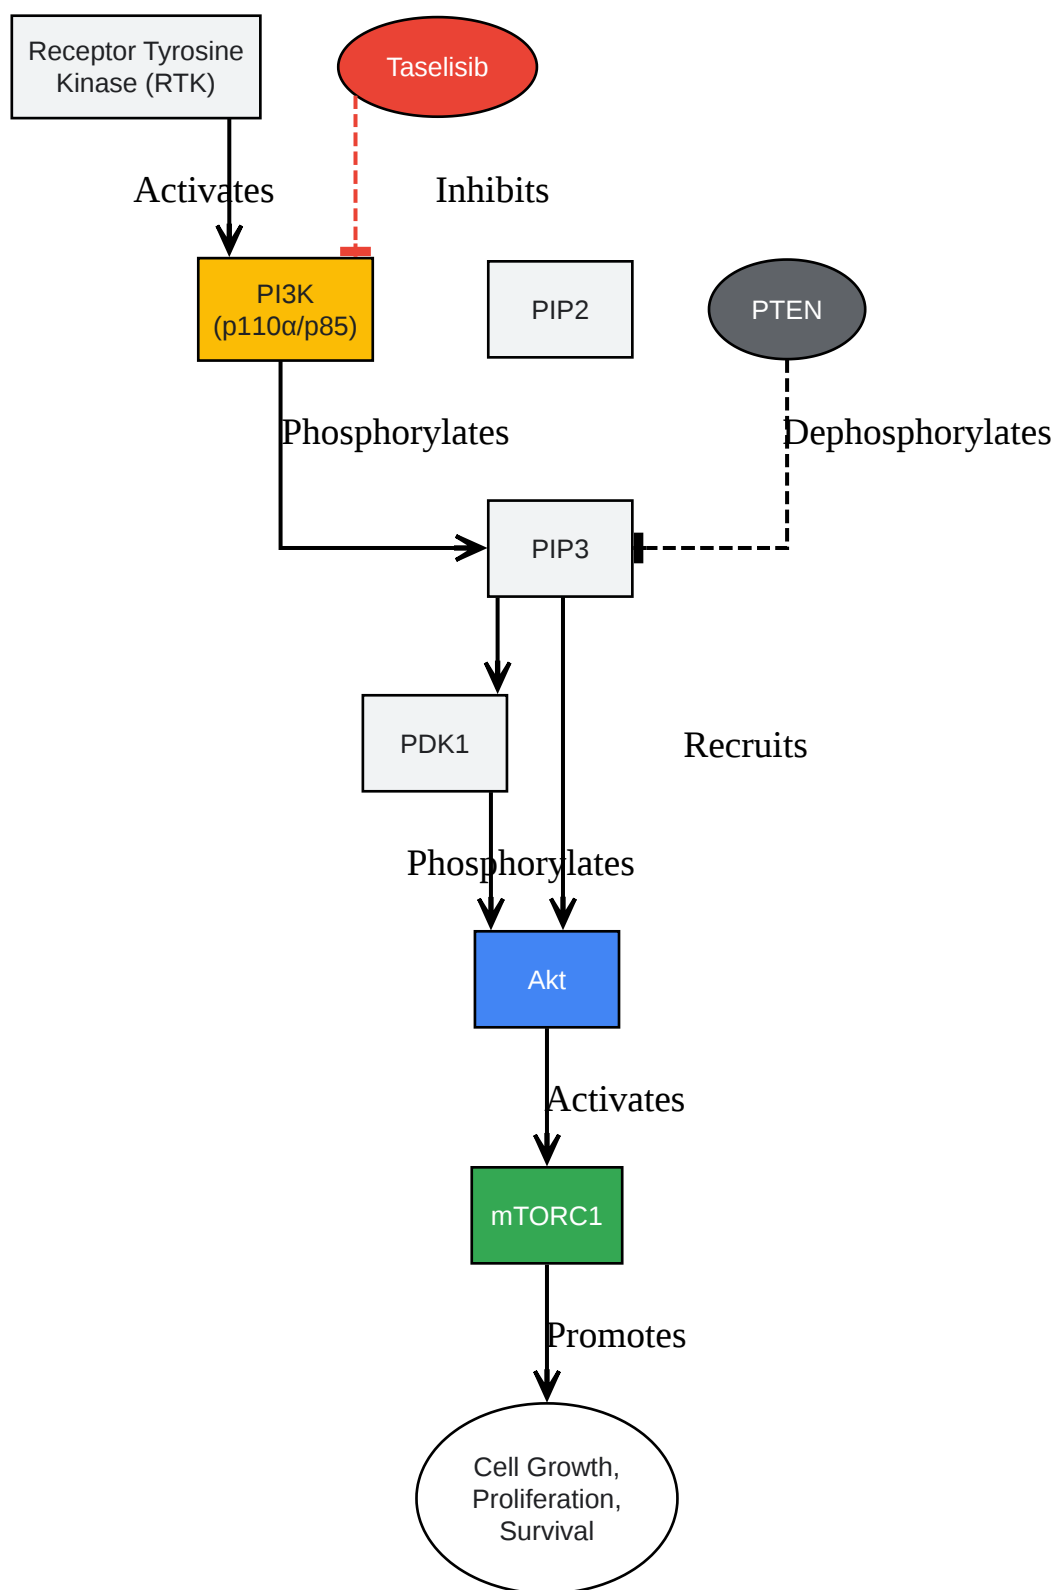 Receptor Tyrosine
Kinase (RTK)
Taselisib
Activates
Inhibits
PI3K
(p110α/p85)
PIP2
PTEN
Phosphorylates
Dephosphorylates
PIP3
PDK1
Recruits
Phosphorylates
Akt
Activates
mTORC1
Promotes
Cell Growth,
Proliferation,
Survival